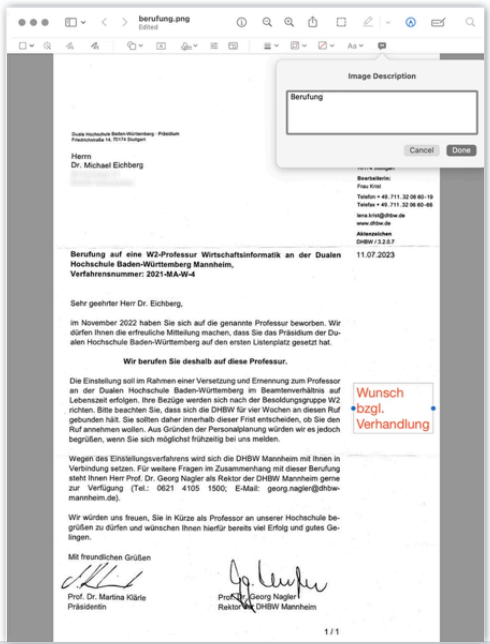 berufung.png
Edited
Aa
Image Description
Berufung
Cancel
Done
Duale Hochschule Baden-Württemberg · Präsidium
Friedrichstraße 14, 70174 Stuttgart
Herrn
Dr. Michael Eichberg
70174 Stuttgart
Bearbeiterin:
Frau Krist
Telefon + 49. 711. 32 06 60-19
Telefax + 49. 711. 32 06 60-66
lena.krist@dhbw.de
www.dhbw.de
Aktenzeichen
DHBW / 3.2.0.7
11.07.2023
Berufung auf eine W2-Professur Wirtschaftsinformatik an der Dualen
Hochschule Baden-Württemberg Mannheim,
Verfahrensnummer: 2021-MA-W-4
Sehr geehrter Herr Dr. Eichberg,
im November 2022 haben Sie sich auf die genannte Professur beworben. Wir
dürfen Ihnen die erfreuliche Mitteilung machen, dass Sie das Präsidium der Du-
alen Hochschule Baden-Württemberg auf den ersten Listenplatz gesetzt hat.
Wir berufen Sie deshalb auf diese Professur.
Die Einstellung soll im Rahmen einer Versetzung und Ernennung zum Professor
an der Dualen Hochschule Baden-Württemberg im Beamtenverhältnis auf
Lebenszeit erfolgen. Ihre Bezüge werden sich nach der Besoldungsgruppe W2
richten. Bitte beachten Sie, dass sich die DHBW für vier Wochen an diesen Ruf
gebunden hält. Sie sollten daher innerhalb dieser Frist entscheiden, ob Sie den
Ruf annehmen wollen. Aus Gründen der Personalplanung würden wir es jedoch
begrüßen, wenn Sie sich möglichst frühzeitig bei uns melden.
Wunsch
bzgl.
Verhandlung
Wegen des Einstellungsverfahrens wird sich die DHBW Mannheim mit Ihnen in
Verbindung setzen. Für weitere Fragen im Zusammenhang mit dieser Berufung
steht Ihnen Herr Prof. Dr. Georg Nagler als Rektor der DHBW Mannheim gerne
zur Verfügung (Tel.: 0621 4105 1500; E-Mail: georg.nagler@dhbw-
mannheim.de).
Wir würden uns freuen, Sie in Kürze als Professor an unserer Hochschule be-
grüßen zu dürfen und wünschen Ihnen hierfür bereits viel Erfolg und gutes Ge-
lingen.
Mit freundlichen Grüßen
Prof. Dr. Martina Klärle
Präsidentin
Prof. Dr. Georg Nagler
Rektor der DHBW Mannheim
1 / 1